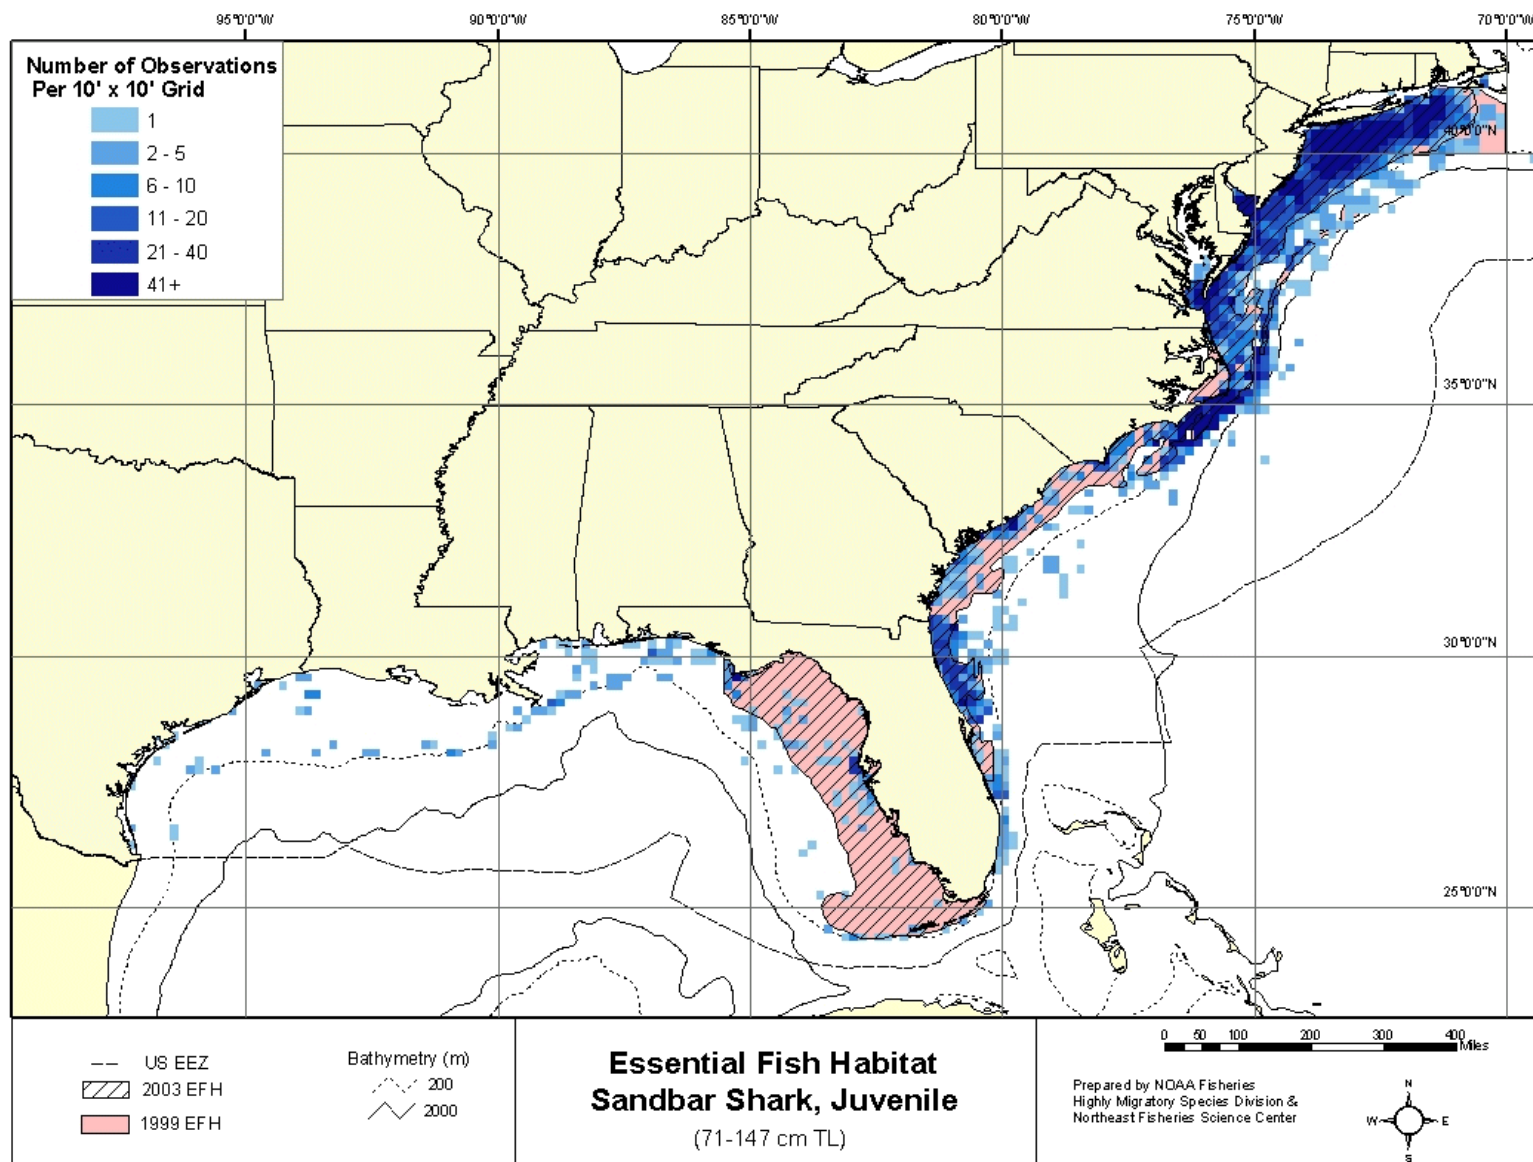 95°0'0"W 90°0'0"W 85°0'0"W 80°0'0"W 75°0'0"W 70°0'0"W
Number of Observations
Per 10' x 10' Grid
1
2 - 5
6 - 10
11 - 20
21 - 40
41+
40°0'0"N
35°0'0"N
30°0'0"N
25°0'0"N
US EEZ
2003 EFH
1999 EFH
Bathymetry (m)
200
2000
Essential Fish Habitat
Sandbar Shark, Juvenile
(71-147 cm TL)
0 50 100 200 300 400
Miles
Prepared by NOAA Fisheries
Highly Migratory Species Division &
Northeast Fisheries Science Center
N
W E
S